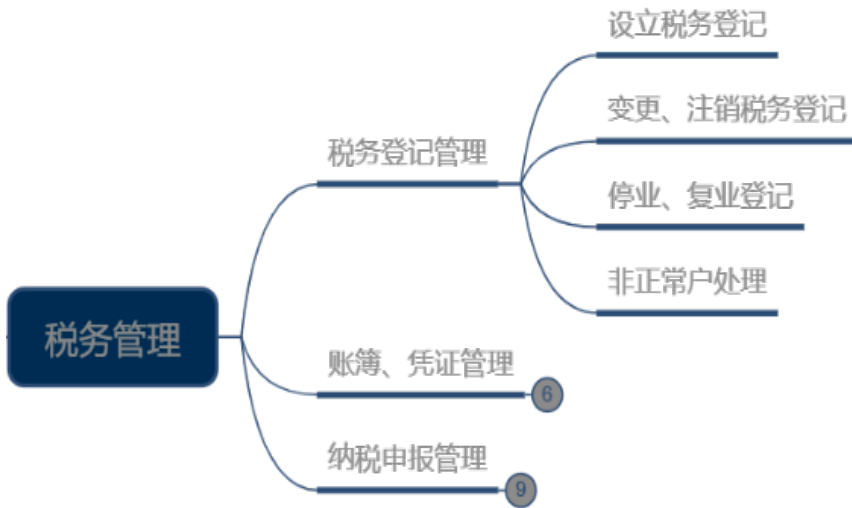 税务管理
税务登记管理
设立税务登记
变更、注销税务登记
停业、复业登记
非正常户处理
账簿、凭证管理
6
纳税申报管理
9